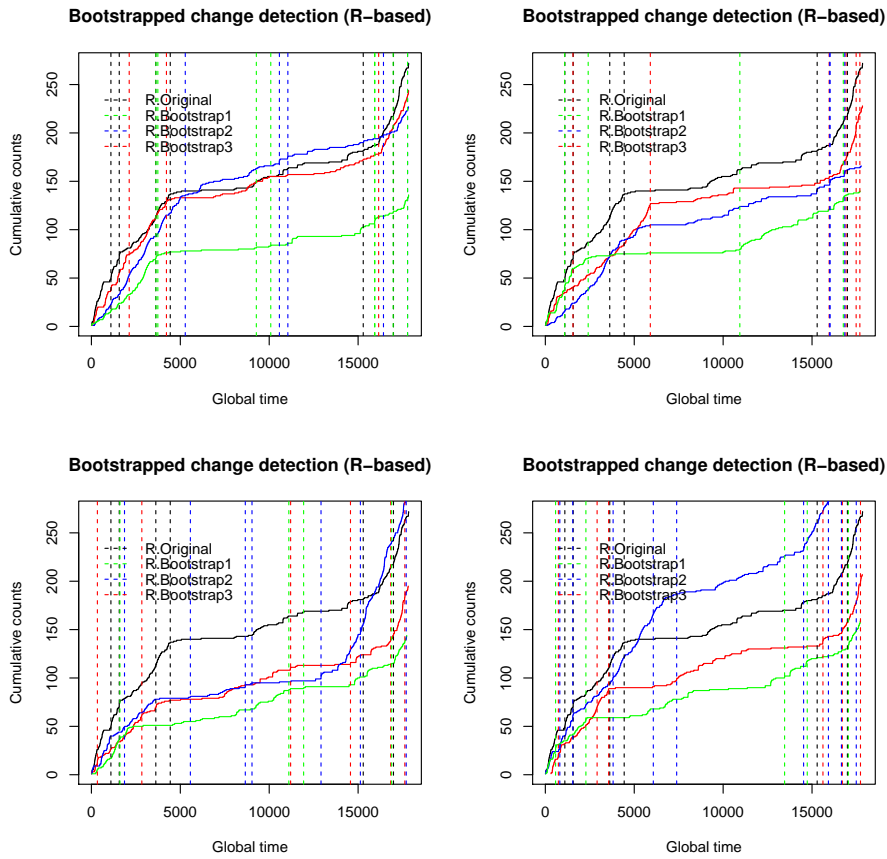 Bootstrapped change detection (R−based)
Cumulative counts
0 50 100 150 200 250
R.Original
R.Bootstrap1
R.Bootstrap2
R.Bootstrap3
0 5000 10000 15000
Global time
Bootstrapped change detection (R−based)
Cumulative counts
0 50 100 150 200 250
R.Original
R.Bootstrap1
R.Bootstrap2
R.Bootstrap3
0 5000 10000 15000
Global time
Bootstrapped change detection (R−based)
Cumulative counts
0 50 100 150 200 250
R.Original
R.Bootstrap1
R.Bootstrap2
R.Bootstrap3
0 5000 10000 15000
Global time
Bootstrapped change detection (R−based)
Cumulative counts
0 50 100 150 200 250
R.Original
R.Bootstrap1
R.Bootstrap2
R.Bootstrap3
0 5000 10000 15000
Global time